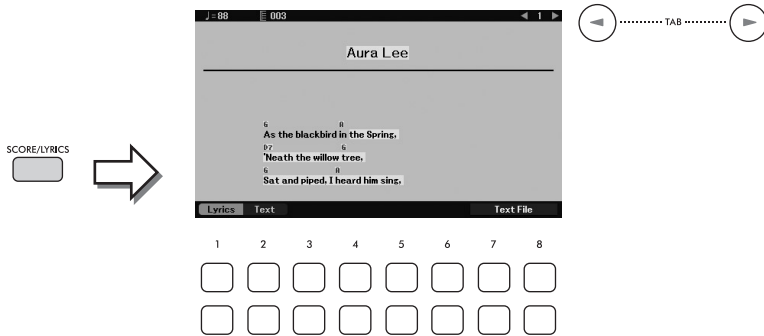 ♩=88 003 ◀ 1 ▶
◀ TAB ▶
Aura Lee
G A
As the blackbird in the Spring,
D7 G
'Neath the willow tree,
G A
Sat and piped, I heard him sing,
SCORE/LYRICS
Lyrics Text Text File
1 2 3 4 5 6 7 8